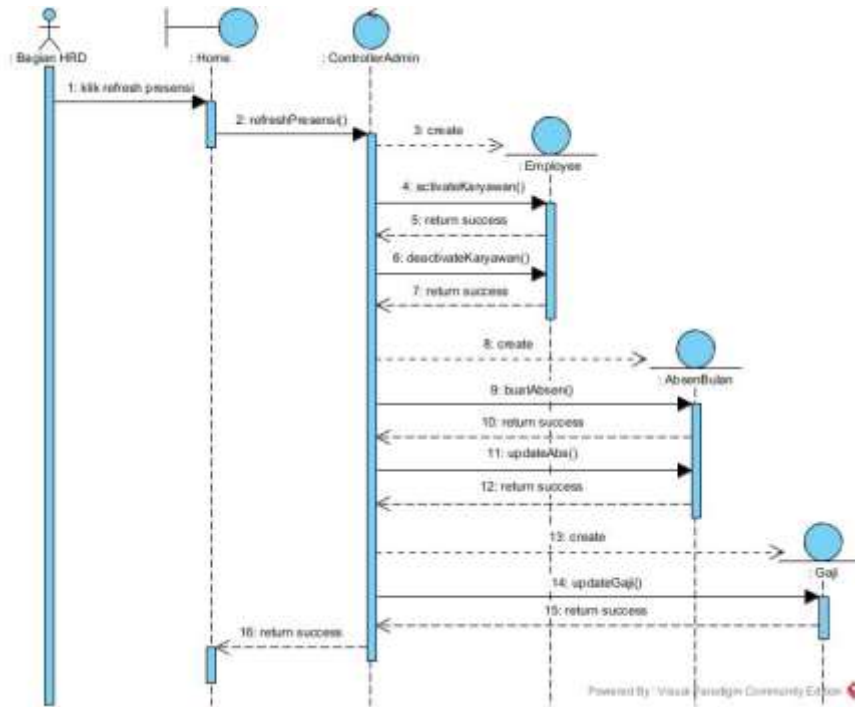 : Bagian HRD
: Home
: ControllerAdmin
1: klik refresh presensi
2: refreshPresensi()
3: create
: Employee
4: activateKaryawan()
5: return success
6: deactivateKaryawan()
7: return success
8: create
: AbsenBulan
9: buatAbsen()
10: return success
11: updateAbs()
12: return success
13: create
: Gaji
14: updateGaji()
15: return success
16: return success
Powered By : Visual Paradigm Community Edition